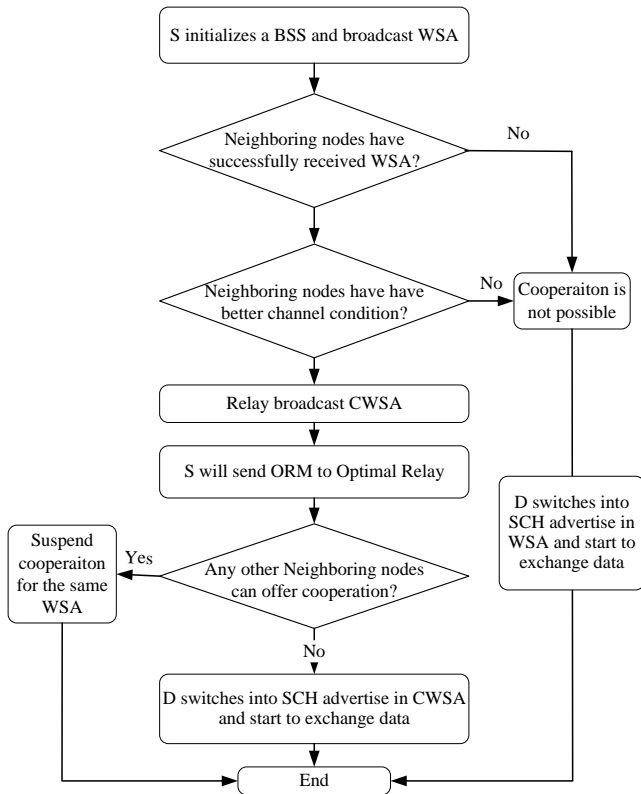 S initializes a BSS and broadcast WSA
Neighboring nodes have
successfully received WSA?
No
Neighboring nodes have have
better channel condition?
No
Cooperaiton is
not possible
Relay broadcast CWSA
S will send ORM to Optimal Relay
D switches into
SCH advertise in
WSA and start to
exchange data
Suspend
cooperaiton
for the same
WSA
Yes
Any other Neighboring nodes
can offer cooperation?
No
D switches into SCH advertise in CWSA
and start to exchange data
End